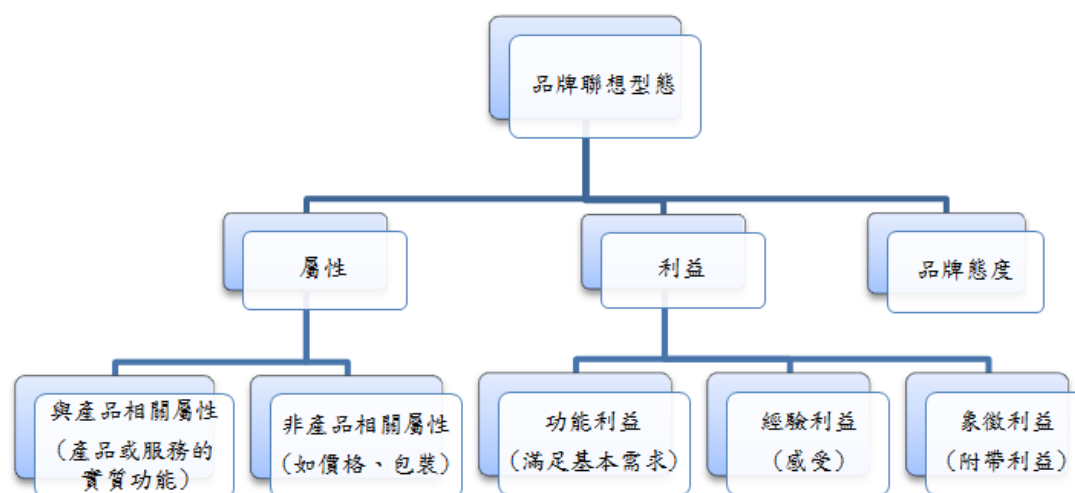 品牌聯想型態
屬性
利益
品牌態度
與產品相關屬性
(產品或服務的
實質功能)
非產品相關屬性
(如價格、包裝)
功能利益
(滿足基本需求)
經驗利益
(感受)
象徵利益
(附帶利益)